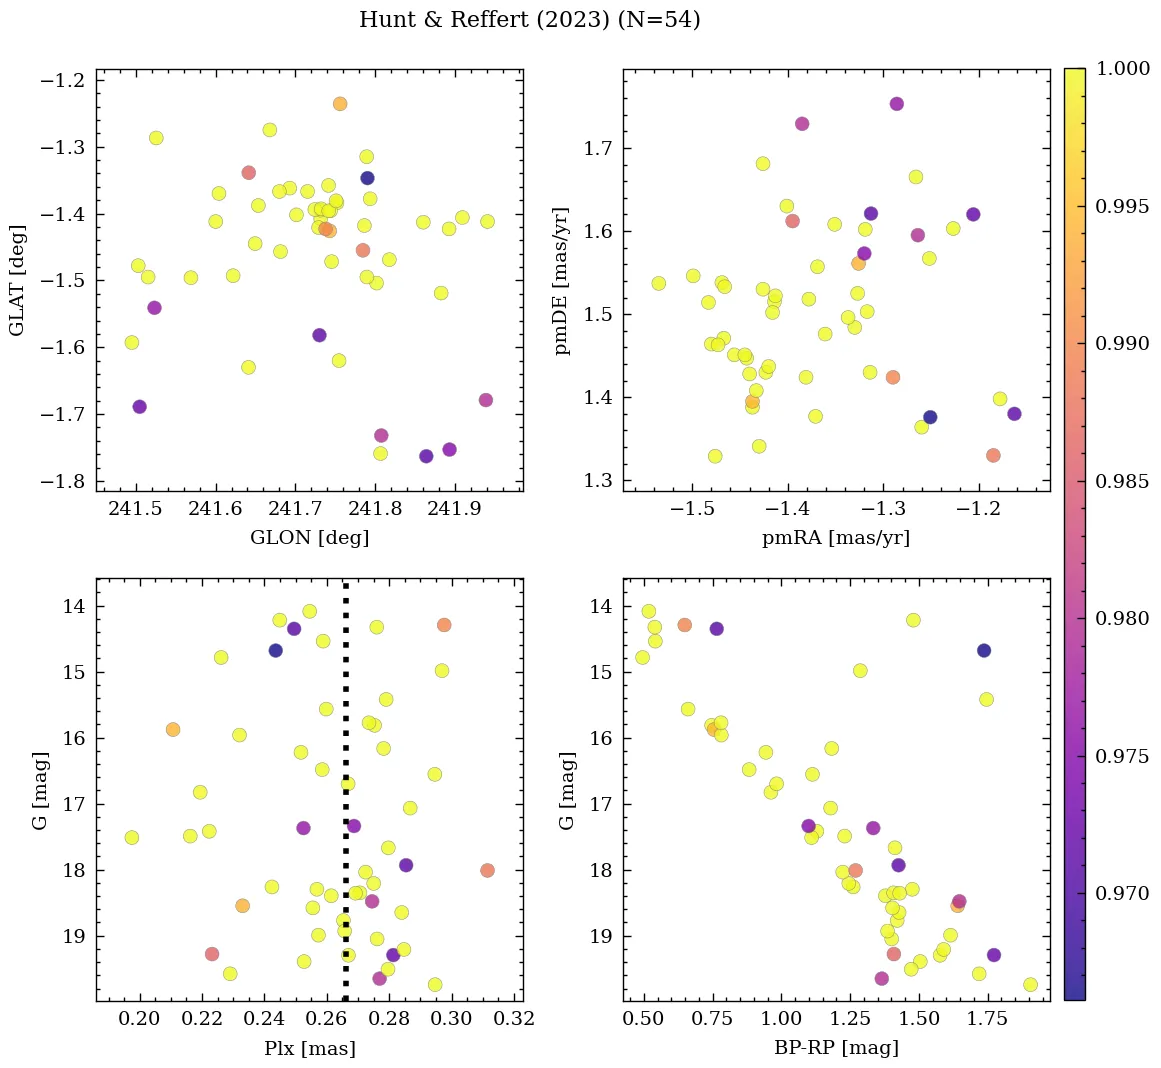 Hunt & Reffert (2023) (N=54)
−1.2
−1.3
−1.4
−1.5
−1.6
−1.7
−1.8
GLAT [deg]
241.5 241.6 241.7 241.8 241.9
GLON [deg]
1.7
1.6
1.5
1.4
1.3
pmDE [mas/yr]
−1.5 −1.4 −1.3 −1.2
pmRA [mas/yr]
1.000
0.995
0.990
0.985
0.980
0.975
0.970
14
15
16
17
18
19
G [mag]
0.20 0.22 0.24 0.26 0.28 0.30 0.32
Plx [mas]
14
15
16
17
18
19
G [mag]
0.50 0.75 1.00 1.25 1.50 1.75
BP-RP [mag]